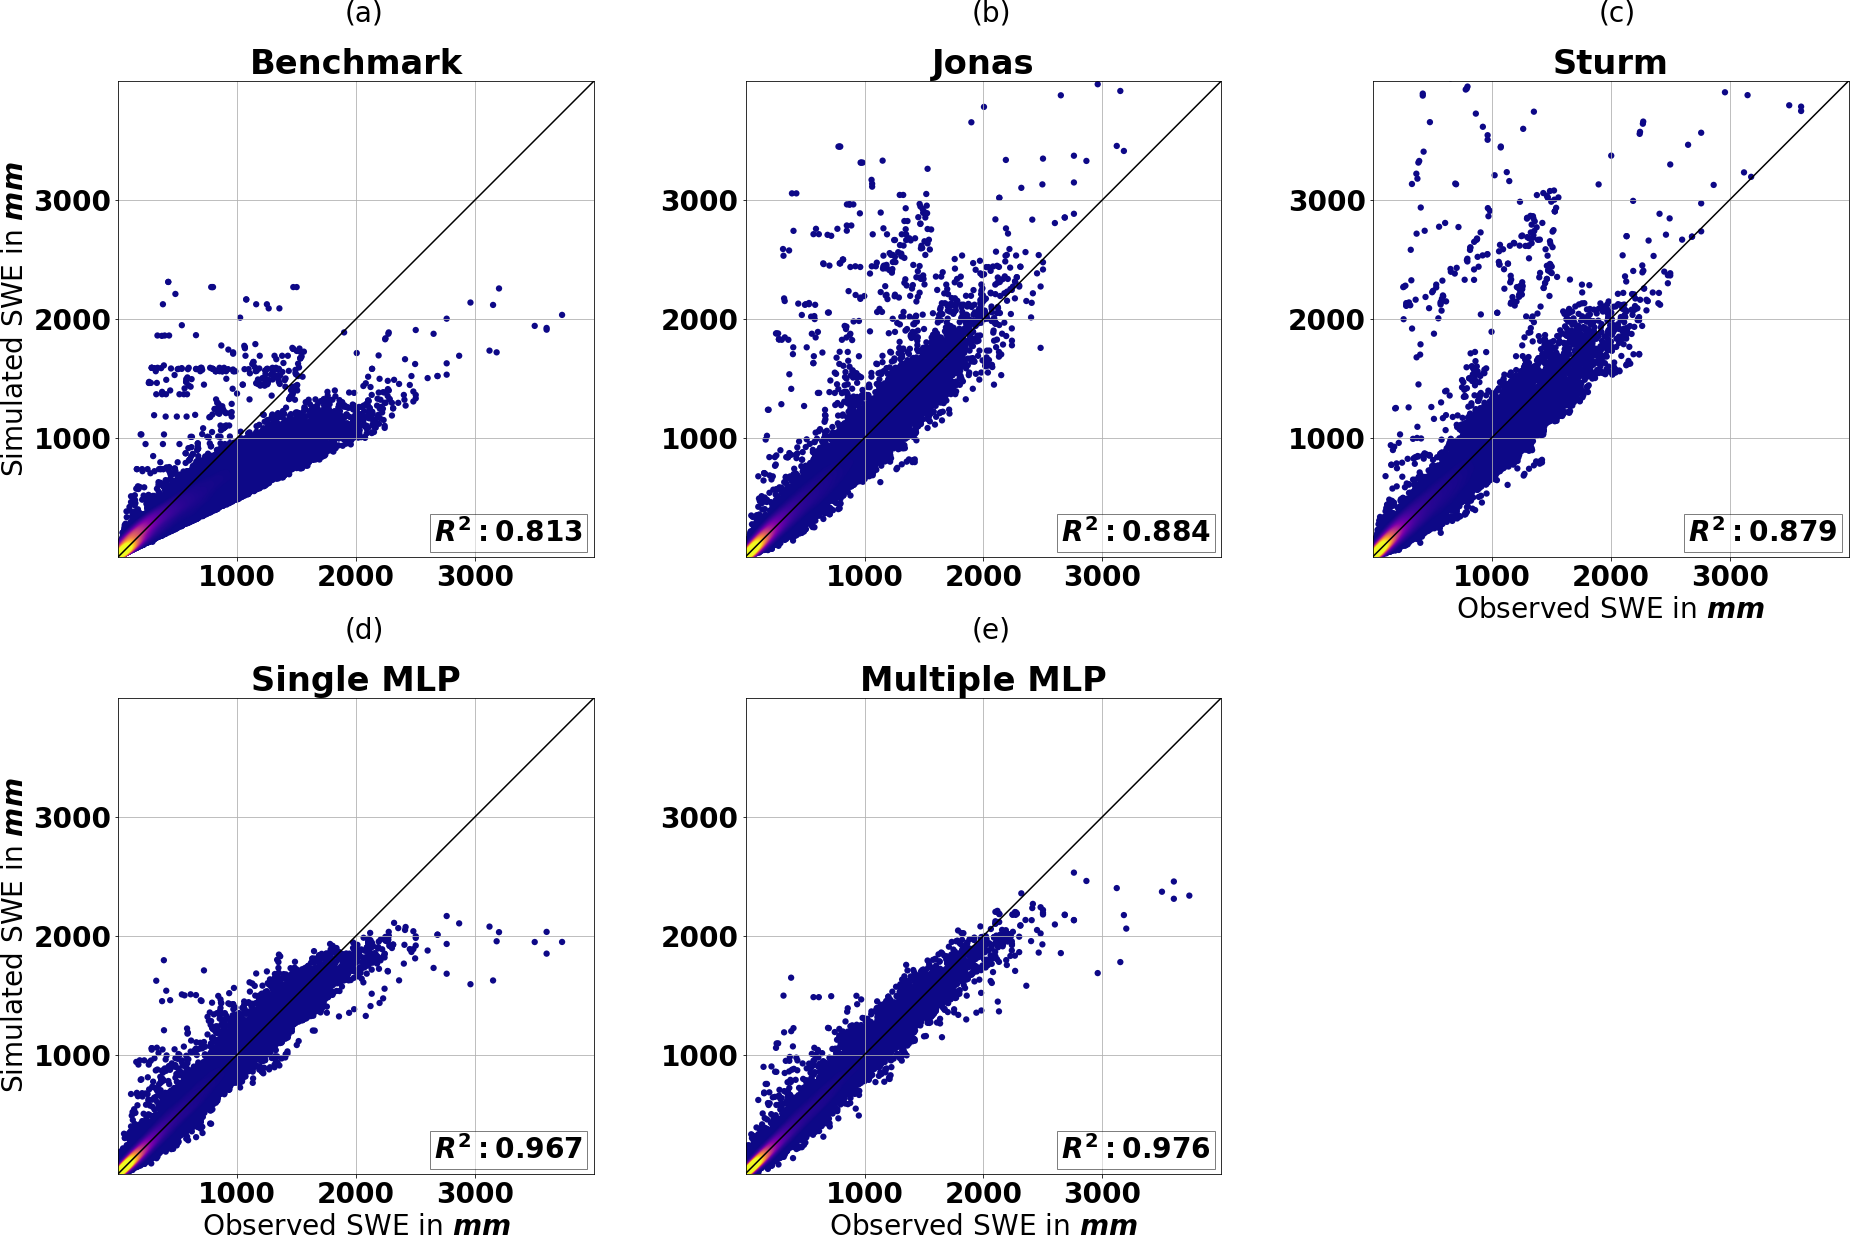 (a)
Benchmark
Simulated SWE in mm
3000
2000
1000
R²: 0.813
1000 2000 3000
(b)
Jonas
3000
2000
1000
R²: 0.884
1000 2000 3000
(c)
Sturm
3000
2000
1000
R²: 0.879
1000 2000 3000
Observed SWE in mm
(d)
Single MLP
Simulated SWE in mm
3000
2000
1000
R²: 0.967
1000 2000 3000
Observed SWE in mm
(e)
Multiple MLP
3000
2000
1000
R²: 0.976
1000 2000 3000
Observed SWE in mm